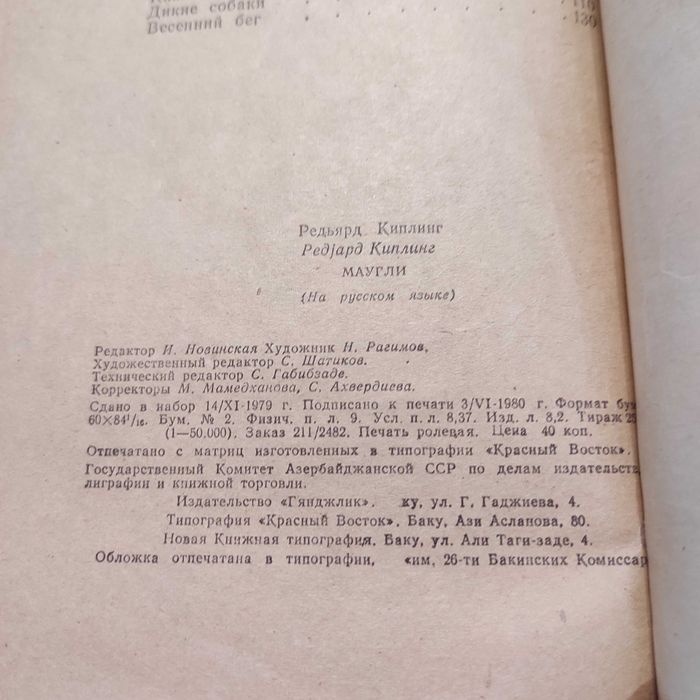 Дикие собаки . . . . . 110
Весенний бег . . . . . 130
Редьярд Киплинг
Редјард Киплинг
МАУГЛИ
(На русском языке)
Редактор И. Новинская Художник Н. Рагимов,
Художественный редактор С. Шатиков.
Технический редактор С. Габибзаде.
Корректоры М. Мамедханова, С. Ахвердиева.
Сдано в набор 14/XI-1979 г. Подписано к печати 3/VI-1980 г. Формат бум
60×84¹/₁₆. Бум. № 2. Физич. п. л. 9. Усл. п. л. 8,37. Изд. л. 8,2. Тираж
(1—50.000). Заказ 211/2482. Печать ролевая. Цена 40 коп.
Отпечатано с матриц изготовленных в типографии «Красный Восток».
Государственный Комитет Азербайджанской ССР по делам издательств,
лиграфии и книжной торговли.
Издательство «Гянджлик». ку, ул. Г, Гаджиева, 4.
Типография «Красный Восток». Баку, Ази Асланова, 80.
Новая Книжная типография. Баку, ул. Али Таги-заде, 4.
Обложка отпечатана в типографии, «им, 26-ти Бакинских Комиссар